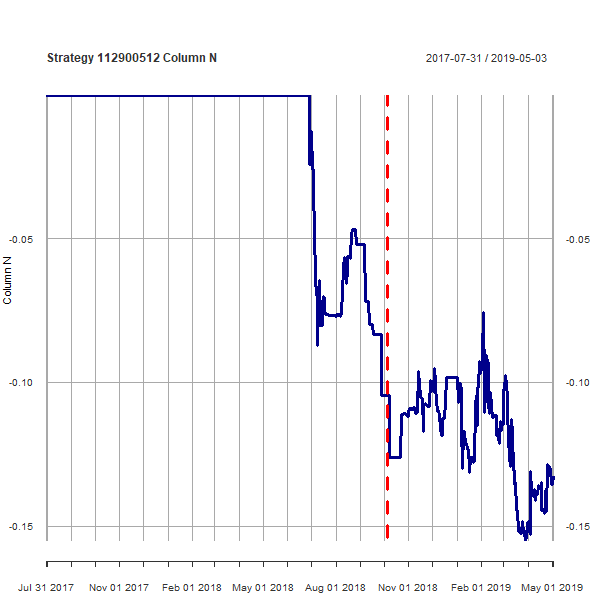 Strategy 112900512 Column N
2017-07-31 / 2019-05-03
Column N
-0.05 -0.05
-0.10 -0.10
-0.15 -0.15
Jul 31 2017 Nov 01 2017 Feb 01 2018 May 01 2018 Aug 01 2018 Nov 01 2018 Feb 01 2019 May 01 2019